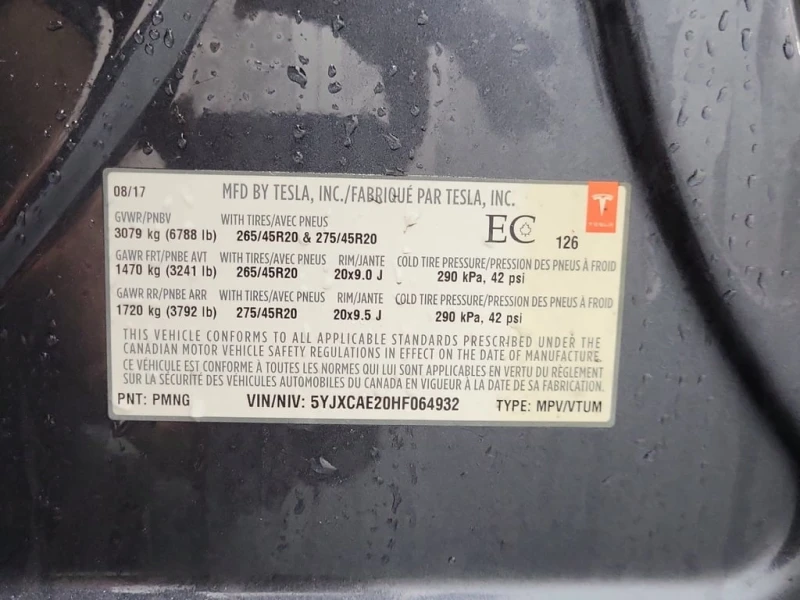 08/17 MFD BY TESLA, INC./FABRIQUÉ PAR TESLA, INC.
GVWR/PNBV WITH TIRES/AVEC PNEUS
3079 kg (6788 lb) 265/45R20 & 275/45R20 EC 126
TESLA
GAWR FRT/PNBE AVT WITH TIRES/AVEC PNEUS RIM/JANTE COLD TIRE PRESSURE/PRESSION DES PNEUS À FROID
1470 kg (3241 lb) 265/45R20 20x9.0 J 290 kPa, 42 psi
GAWR RR/PNBE ARR WITH TIRES/AVEC PNEUS RIM/JANTE COLD TIRE PRESSURE/PRESSION DES PNEUS À FROID
1720 kg (3792 lb) 275/45R20 20x9.5 J 290 kPa, 42 psi
THIS VEHICLE CONFORMS TO ALL APPLICABLE STANDARDS PRESCRIBED UNDER THE
CANADIAN MOTOR VEHICLE SAFETY REGULATIONS IN EFFECT ON THE DATE OF MANUFACTURE.
CE VÉHICULE EST CONFORME À TOUTES LES NORMES QUI LUI SONT APPLICABLES EN VERTU DU RÈGLEMENT
SUR LA SÉCURITÉ DES VÉHICULES AUTOMOBILES DU CANADA EN VIGUEUR À LA DATE DE SA FABRICATION.
PNT: PMNG VIN/NIV: 5YJXCAE20HF064932 TYPE: MPV/VTUM